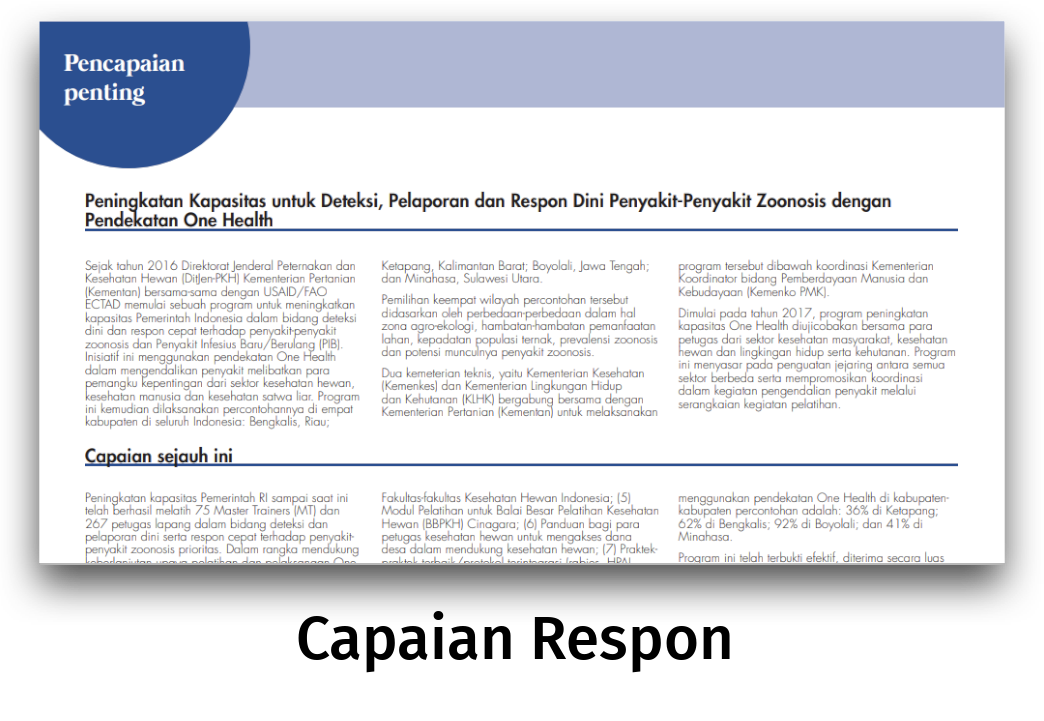 Pencapaian
penting
Peningkatan Kapasitas untuk Deteksi, Pelaporan dan Respon Dini Penyakit-Penyakit Zoonosis dengan
Pendekatan One Health
Sejak tahun 2016 Direktorat Jenderal Peternakan dan
Kesehatan Hewan (DitJen-PKH) Kementerian Pertanian
(Kementan) bersama-sama dengan USAID/FAO
ECTAD memulai sebuah program untuk meningkatkan
kapasitas Pemerintah Indonesia dalam bidang deteksi
dini dan respon cepat terhadap penyakit-penyakit
zoonosis dan Penyakit Infesius Baru/Berulang (PIB).
Inisiatif ini menggunakan pendekatan One Health
dalam mengendalikan penyakit melibatkan para
pemangku kepentingan dari sektor kesehatan hewan,
kesehatan manusia dan kesehatan satwa liar. Program
ini kemudian dilaksanakan percontohannya di empat
kabupaten di seluruh Indonesia: Bengkalis, Riau;
Ketapang, Kalimantan Barat; Boyolali, Jawa Tengah;
dan Minahasa, Sulawesi Utara.
Pemilihan keempat wilayah percontohan tersebut
didasarkan oleh perbedaan-perbedaan dalam hal
zona agro-ekologi, hambatan-hambatan pemanfaatan
lahan, kepadatan populasi ternak, prevalensi zoonosis
dan potensi munculnya penyakit zoonosis.
Dua kemeterian teknis, yaitu Kementerian Kesehatan
(Kemenkes) dan Kementerian Lingkungan Hidup
dan Kehutanan (KLHK) bergabung bersama dengan
Kementerian Pertanian (Kementan) untuk melaksanakan
program tersebut dibawah koordinasi Kementerian
Koordinator bidang Pemberdayaan Manusia dan
Kebudayaan (Kemenko PMK).
Dimulai pada tahun 2017, program peningkatan
kapasitas One Health diujicobakan bersama para
petugas dari sektor kesehatan masyarakat, kesehatan
hewan dan lingkingan hidup serta kehutanan. Program
ini menyasar pada penguatan jejaring antara semua
sektor berbeda serta mempromosikan koordinasi
dalam kegiatan pengendalian penyakit melalui
serangkaian kegiatan pelatihan.
Capaian sejauh ini
Peningkatan kapasitas Pemerintah RI sampai saat ini
telah berhasil melatih 75 Master Trainers (MT) dan
267 petugas lapang dalam bidang deteksi dan
pelaporan dini serta respon cepat terhadap penyakit-
penyakit zoonosis prioritas. Dalam rangka mendukung
keberlanjutan upaya pelatihan dan pelaksanaan One
Fakultas-fakultas Kesehatan Hewan Indonesia; (5)
Modul Pelatihan untuk Balai Besar Pelatihan Kesehatan
Hewan (BBPKH) Cinagara; (6) Panduan bagi para
petugas kesehatan hewan untuk mengakses dana
desa dalam mendukung kesehatan hewan; (7) Praktek-
praktek terbaik/protokol terintegrasi (rabies, HPAI,
menggunakan pendekatan One Health di kabupaten-
kabupaten percontohan adalah: 36% di Ketapang;
62% di Bengkalis; 92% di Boyolali; dan 41% di
Minahasa.
Program ini telah terbukti efektif, diterima secara luas
Capaian Respon